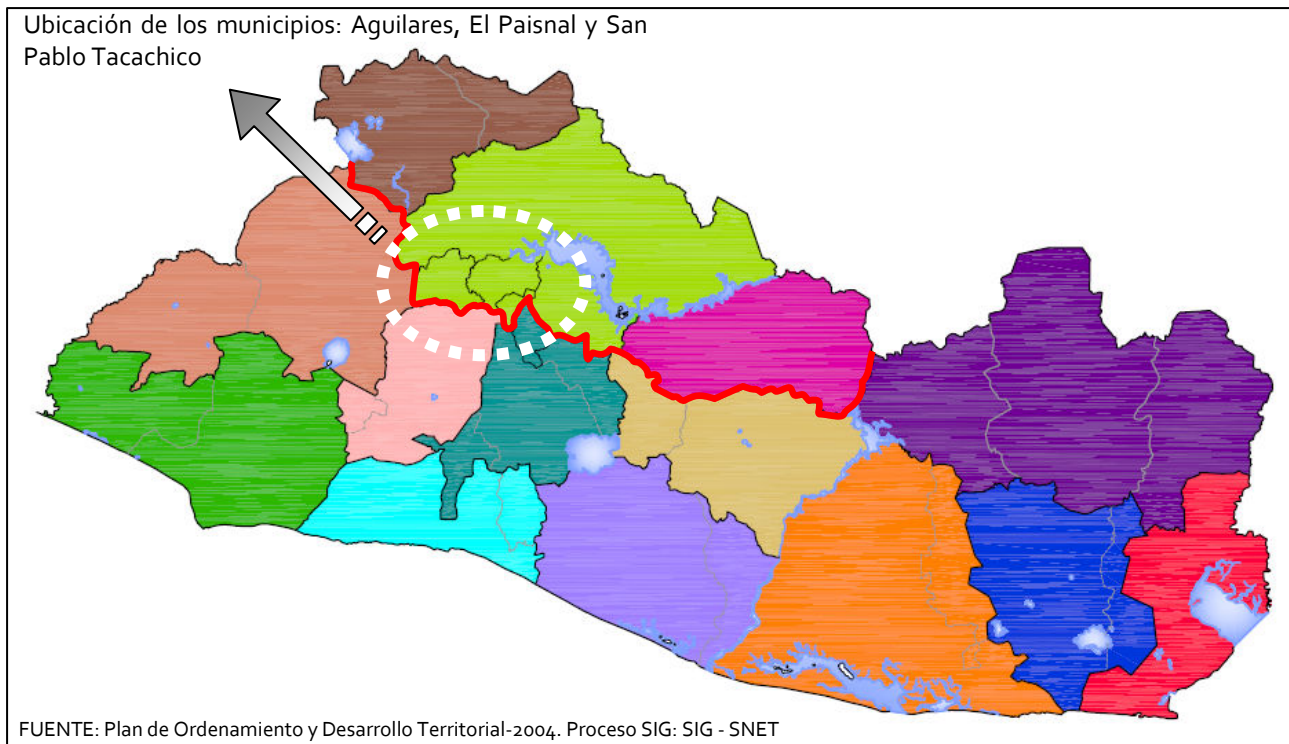 Ubicación de los municipios: Aguilares, El Paisnal y San
Pablo Tacachico
FUENTE: Plan de Ordenamiento y Desarrollo Territorial-2004. Proceso SIG: SIG - SNET